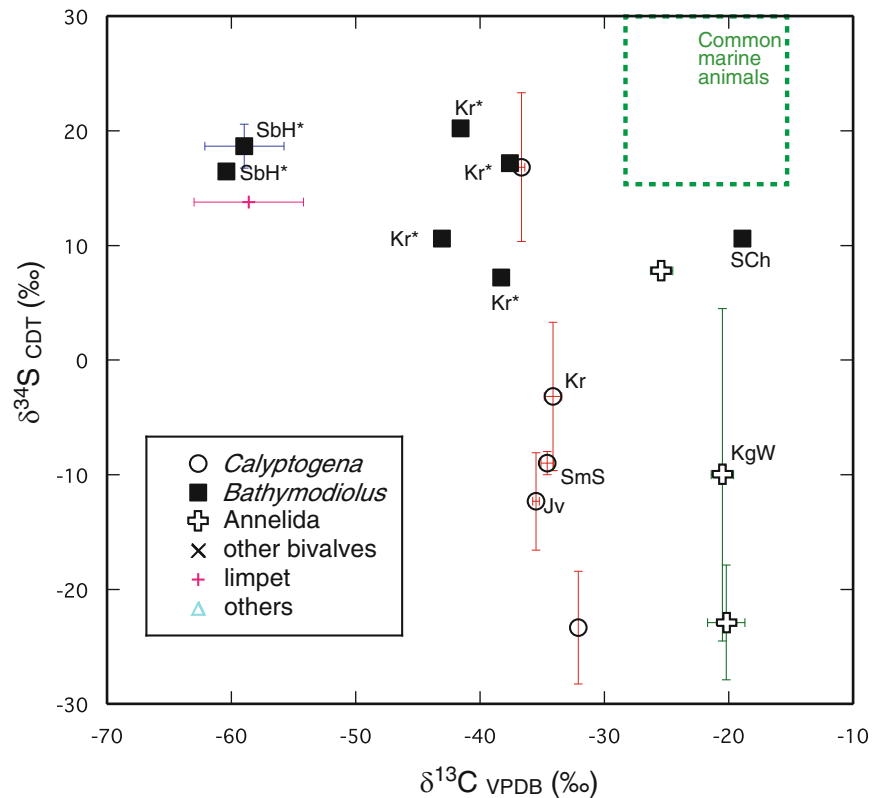 30
20
10
0
-10
-20
-30
δ³⁴S CDT (‰)
Common
marine
animals
SbH*
SbH*
Kr*
Kr*
Kr*
Kr*
SCh
Kr
KgW
SmS
Jv
Calyptogena
Bathymodiolus
Annelida
other bivalves
limpet
others
-70
-60
-50
-40
-30
-20
-10
δ¹³C VPDB (‰)